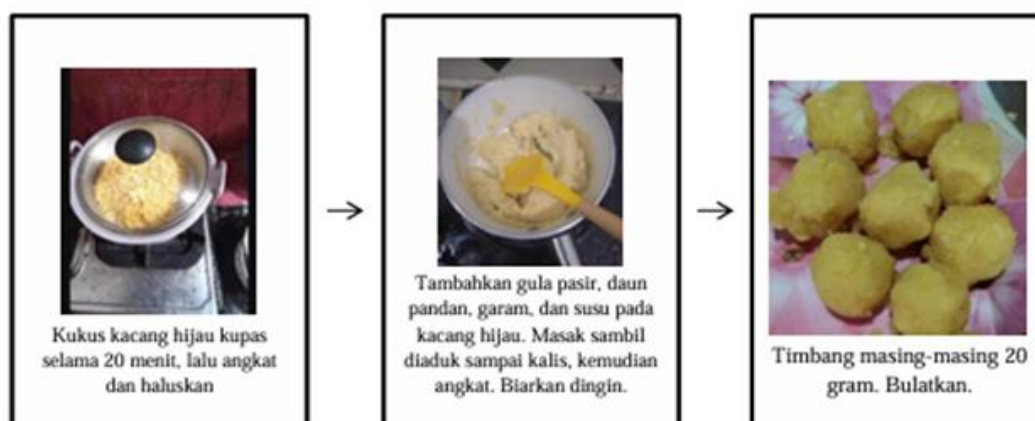 Kukus kacang hijau kupas
selama 20 menit, lalu angkat
dan haluskan
Tambahkan gula pasir, daun
pandan, garam, dan susu pada
kacang hijau. Masak sambil
diaduk sampai kalis, kemudian
angkat. Biarkan dingin.
Timbang masing-masing 20
gram. Bulatkan.